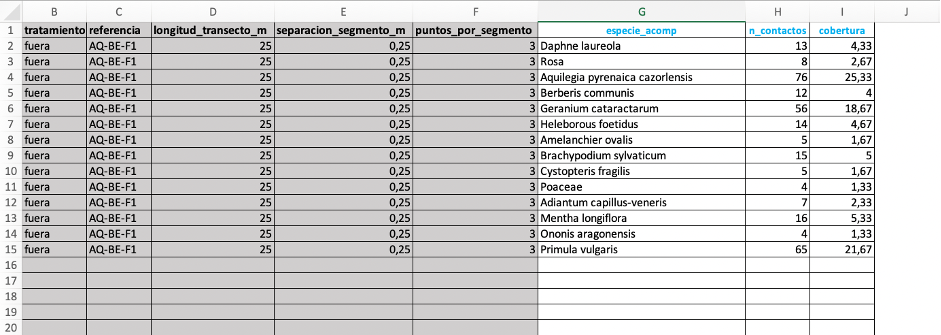 B C D E F G H I J
1 tratamiento referencia longitud_transecto_m separacion_segmento_m puntos_por_segmento especie_acomp n_contactos cobertura
2 fuera AQ-BE-F1 25 0,25 3 Daphne laureola 13 4,33
3 fuera AQ-BE-F1 25 0,25 3 Rosa 8 2,67
4 fuera AQ-BE-F1 25 0,25 3 Aquilegia pyrenaica cazorlensis 76 25,33
5 fuera AQ-BE-F1 25 0,25 3 Berberis communis 12 4
6 fuera AQ-BE-F1 25 0,25 3 Geranium cataractarum 56 18,67
7 fuera AQ-BE-F1 25 0,25 3 Heleborous foetidus 14 4,67
8 fuera AQ-BE-F1 25 0,25 3 Amelanchier ovalis 5 1,67
9 fuera AQ-BE-F1 25 0,25 3 Brachypodium sylvaticum 15 5
10 fuera AQ-BE-F1 25 0,25 3 Cystopteris fragilis 5 1,67
11 fuera AQ-BE-F1 25 0,25 3 Poaceae 4 1,33
12 fuera AQ-BE-F1 25 0,25 3 Adiantum capillus-veneris 7 2,33
13 fuera AQ-BE-F1 25 0,25 3 Mentha longiflora 16 5,33
14 fuera AQ-BE-F1 25 0,25 3 Ononis aragonensis 4 1,33
15 fuera AQ-BE-F1 25 0,25 3 Primula vulgaris 65 21,67
16
17
18
19
20